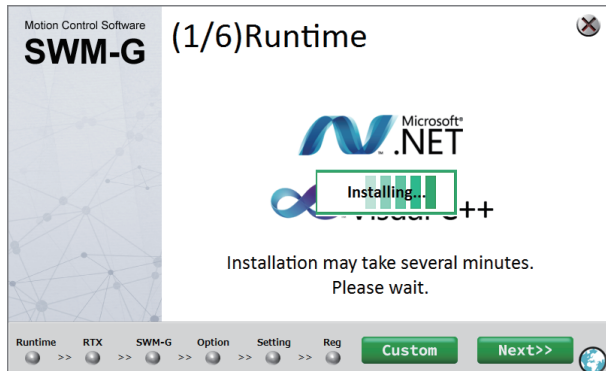 Motion Control Software
SWM-G
(1/6)Runtime
Microsoft®
.NET
Installing...
Visual C++
Installation may take several minutes.
Please wait.
Runtime >> RTX >> SWM-G >> Option >> Setting >> Reg
Custom
Next>>